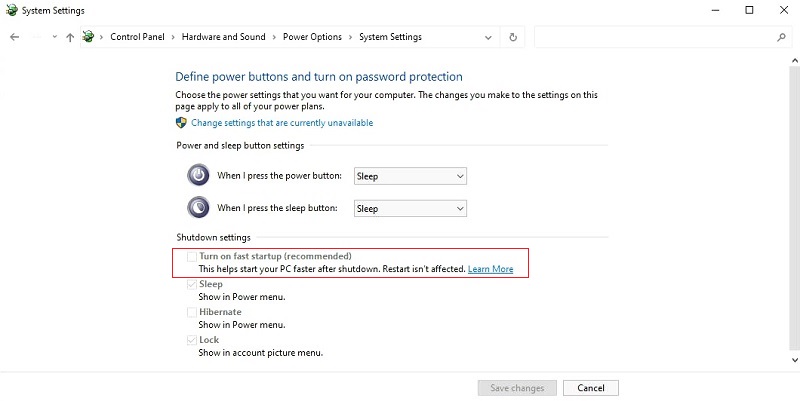 System Settings
Control Panel > Hardware and Sound > Power Options > System Settings
Define power buttons and turn on password protection
Choose the power settings that you want for your computer. The changes you make to the settings on this
page apply to all of your power plans.
Change settings that are currently unavailable
Power and sleep button settings
When I press the power button: Sleep
When I press the sleep button: Sleep
Shutdown settings
Turn on fast startup (recommended)
This helps start your PC faster after shutdown. Restart isn't affected. Learn More
Sleep
Show in Power menu.
Hibernate
Show in Power menu.
Lock
Show in account picture menu.
Save changes Cancel